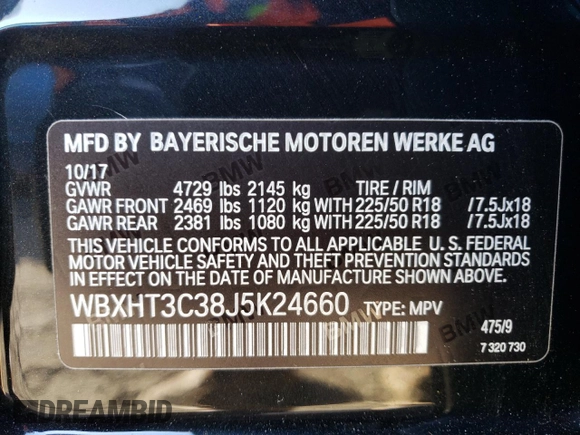 MFD BY BAYERISCHE MOTOREN WERKE AG
10/17
GVWR 4729 lbs 2145 kg TIRE / RIM
GAWR FRONT 2469 lbs 1120 kg WITH 225/50 R18 /7.5Jx18
GAWR REAR 2381 lbs 1080 kg WITH 225/50 R18 /7.5Jx18
THIS VEHICLE CONFORMS TO ALL APPLICABLE U. S. FEDERAL
MOTOR VEHICLE SAFETY AND THEFT PREVENTION STANDARDS
IN EFFECT ON THE DATE OF MANUFACTURE SHOWN ABOVE.
WBXHT3C38J5K24660 TYPE: MPV
475/9
7 320 730
DREAMBID